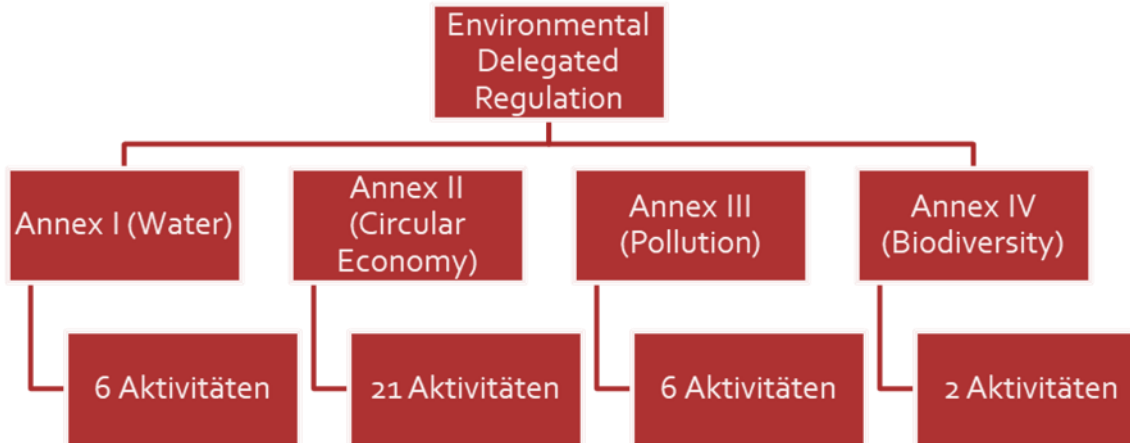 Environmental
Delegated
Regulation
Annex I (Water)
Annex II
(Circular
Economy)
Annex III
(Pollution)
Annex IV
(Biodiversity)
6 Aktivitäten
21 Aktivitäten
6 Aktivitäten
2 Aktivitäten